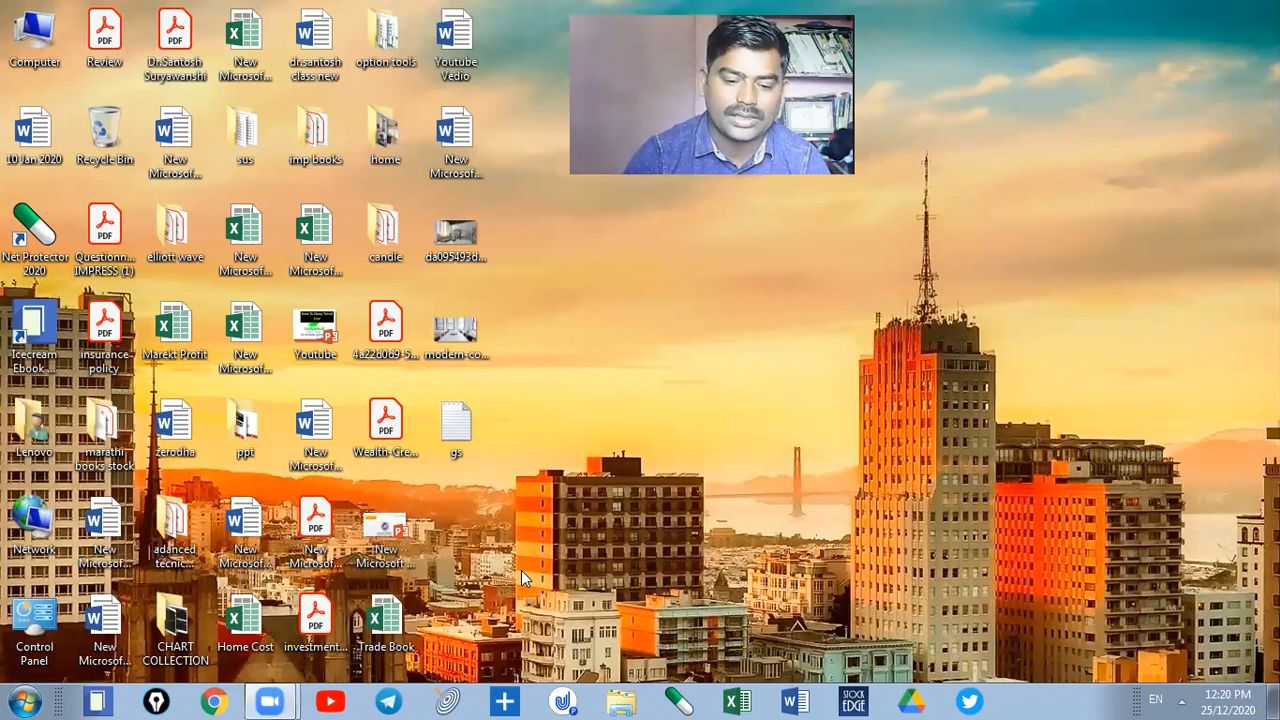 Computer
Review
Dr.Santosh
Suryawanshi
New
Microsof...
dr.santosh
class new
option tools
Youtube
Vedio
10 Jan 2020
Recycle Bin
New
Microsof...
sus
imp books
home
New
Microsof...
Net Protector
2020
Questionn...
IMPRESS (1)
elliott wave
New
Microsof...
New
Microsof...
candle
da095493d...
Icecream
Ebook ...
insurance
policy
Marekt Profit
New
Microsof...
Youtube
4a22d0d9-5...
modern-co...
Lenovo
marathi
books stock
zerodha
ppt
New
Microsof...
Wealth-Cre...
gs
Network
New
Microsof...
adanced
tecnic...
New
Microsof...
New
Microsof...
New
Microsoft ...
Control
Panel
New
Microsof...
CHART
COLLECTION
Home Cost
investment...
Trade Book
STOCK
EDGE
EN
12:20 PM
25/12/2020